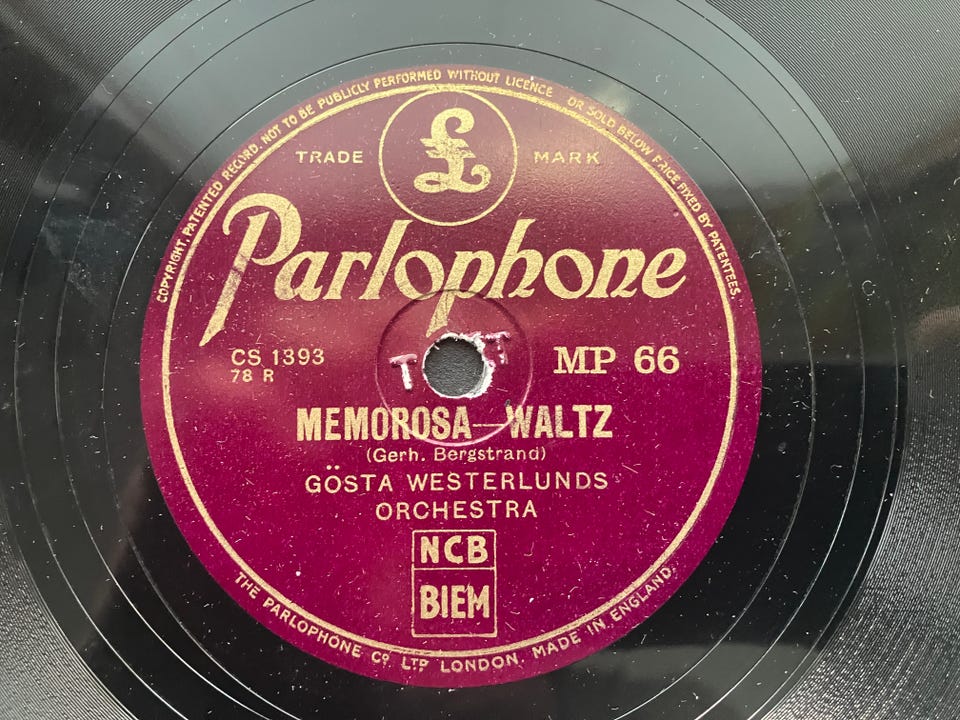 COPYRIGHT. PATENTED RECORD. NOT TO BE PUBLICLY PERFORMED WITHOUT LICENCE OR SOLD BELOW PRICE FIXED BY PATENTEES.
TRADE £ MARK
Parlophone
CS 1393
78 R
T T
MP 66
MEMOROSA—WALTZ
(Gerh. Bergstrand)
GÖSTA WESTERLUNDS
ORCHESTRA
NCB
BIEM
THE PARLOPHONE CO LTD LONDON. MADE IN ENGLAND.